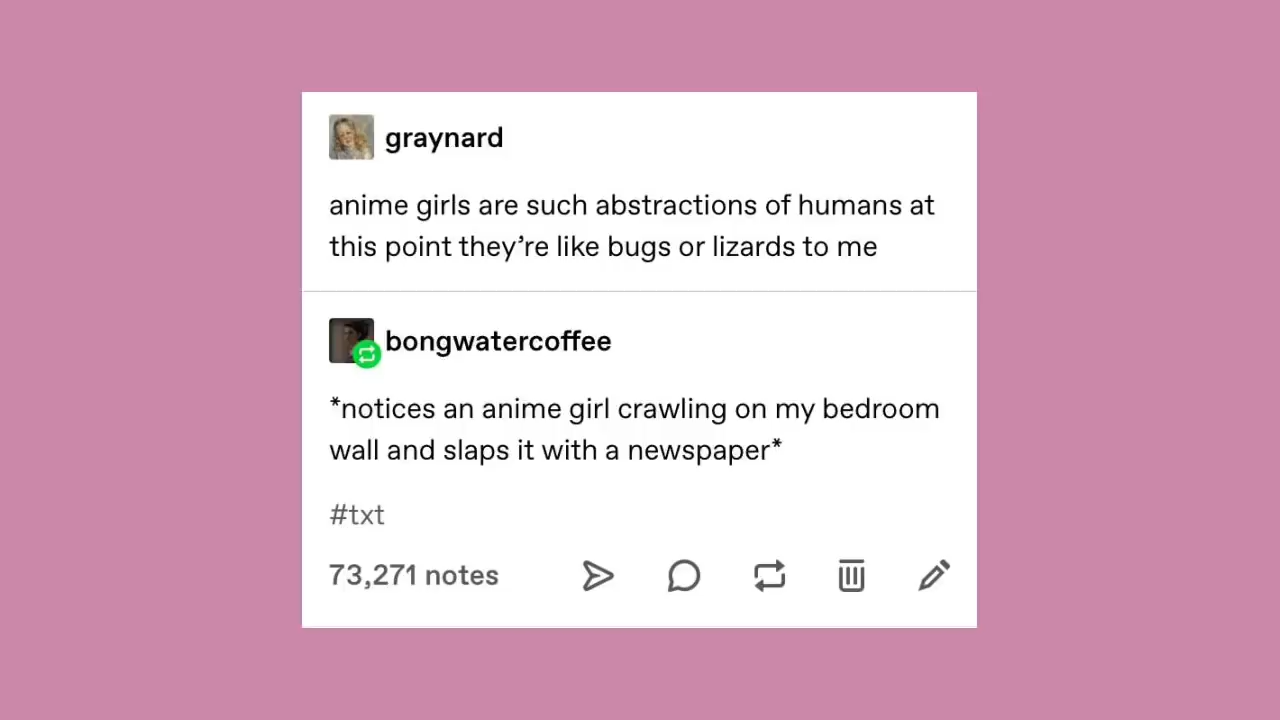 graynard
anime girls are such abstractions of humans at
this point they’re like bugs or lizards to me
bongwatercoffee
*notices an anime girl crawling on my bedroom
wall and slaps it with a newspaper*
#txt
73,271 notes